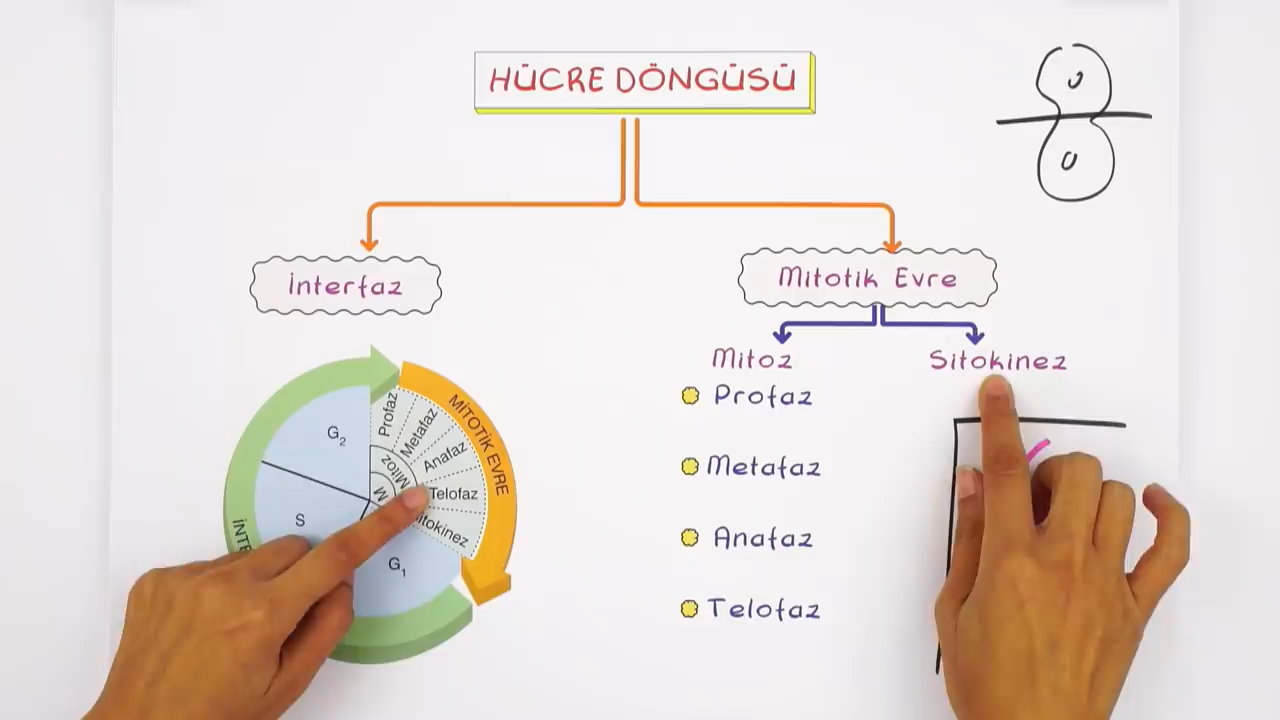 HÜCRE DÖNGÜSÜ
İnterfaz
Mitotik Evre
Mitoz
Sitokinez
Profaz
Metafaz
Anafaz
Telofaz
MİTOTİK EVRE
Profaz
Metafaz
Anafaz
Telofaz
Mitoz
M
G2
S
G1